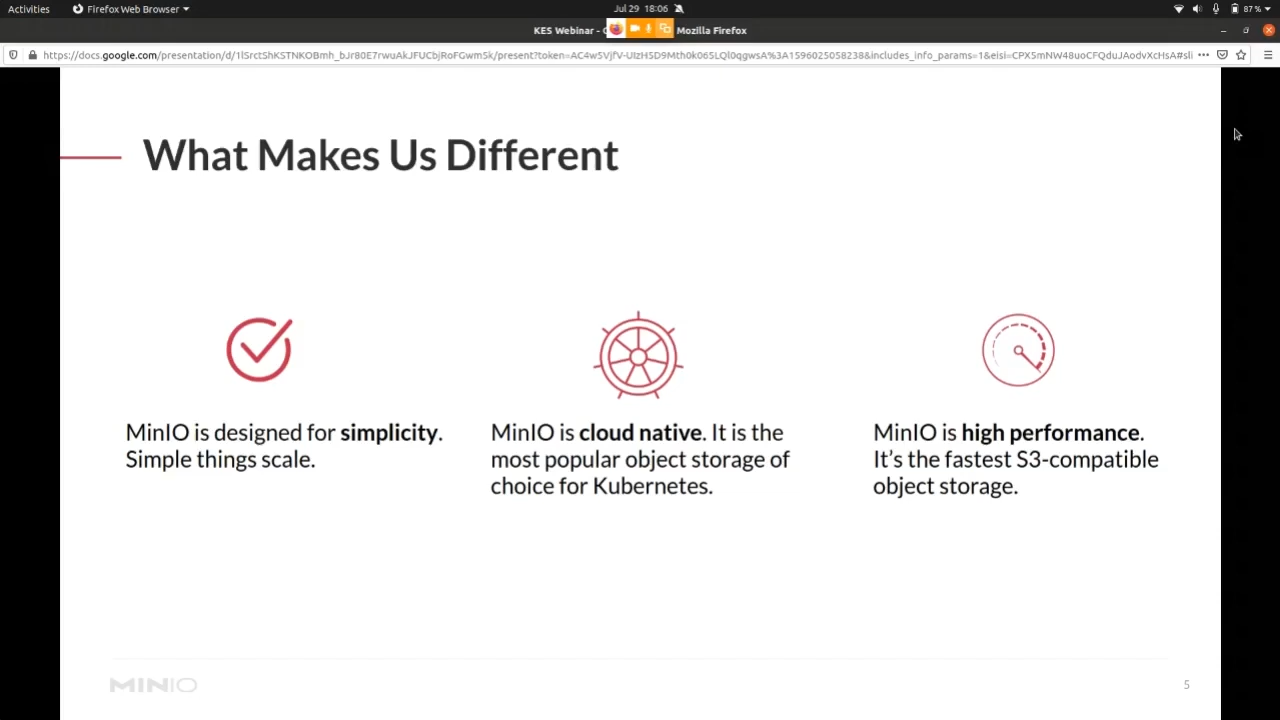 Activities
Firefox Web Browser
Jul 29 18:06
87 %
KES Webinar -
Mozilla Firefox
What Makes Us Different
MinIO is designed for simplicity.
Simple things scale.
MinIO is cloud native. It is the
most popular object storage of
choice for Kubernetes.
MinIO is high performance.
It's the fastest S3-compatible
object storage.
MINIO
5